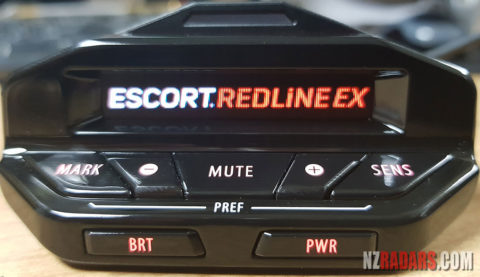 ESCORT. REDLiNE EX
MARK - MUTE + SENS
PREF
BRT PWR
NZRADARS.COM